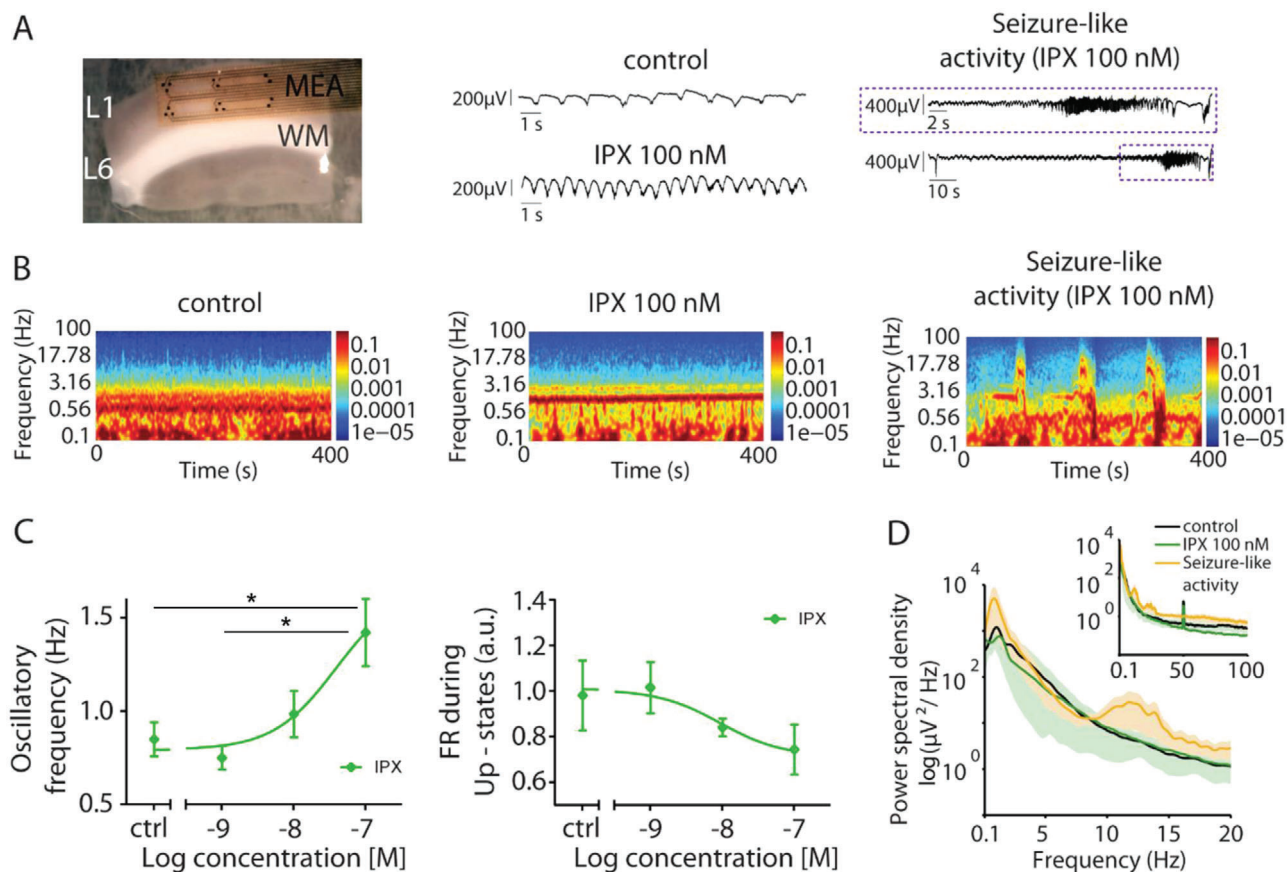 A
L1
L6
MEA
WM
control
200μV
1 s
IPX 100 nM
200μV
1 s
Seizure-like
activity (IPX 100 nM)
400μV
2 s
400μV
10 s
B
control
Frequency (Hz)
100
17.78
3.16
0.56
0.1
0
400
Time (s)
0.1
0.01
0.001
0.0001
1e−05
IPX 100 nM
Frequency (Hz)
100
17.78
3.16
0.56
0.1
0
400
Time (s)
0.1
0.01
0.001
0.0001
1e−05
Seizure-like
activity (IPX 100 nM)
Frequency (Hz)
100
17.78
3.16
0.56
0.1
0
400
Time (s)
0.1
0.01
0.001
0.0001
1e−05
C
Oscillatory
frequency (Hz)
1.5
1.0
0.5
*
*
IPX
ctrl
-9
-8
-7
Log concentration [M]
FR during
Up - states (a.u.)
1.4
1.2
1.0
0.8
0.6
IPX
ctrl
-9
-8
-7
Log concentration [M]
D
Power spectral density
log(μV²/ Hz)
10⁴
10²
10⁰
0.1
5
10
15
20
Frequency (Hz)
10⁴
10²
10⁰
0.1
50
100
control
IPX 100 nM
Seizure-like
activity